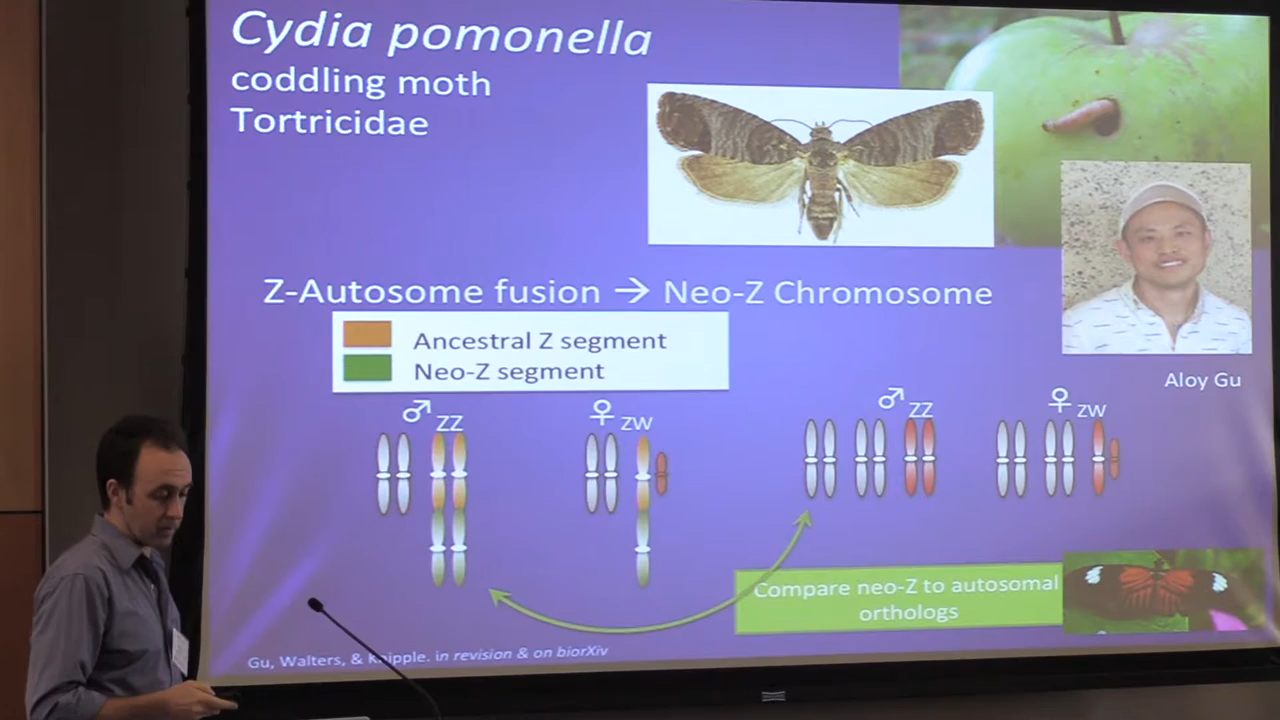 Cydia pomonella
coddling moth
Tortricidae
Z-Autosome fusion → Neo-Z Chromosome
Ancestral Z segment
Neo-Z segment
♂ ZZ
♀ ZW
♂ ZZ
♀ ZW
Aloy Gu
Compare neo-Z to autosomal
orthologs
Gu, Walters, & Knipple. in revision & on biorXiv